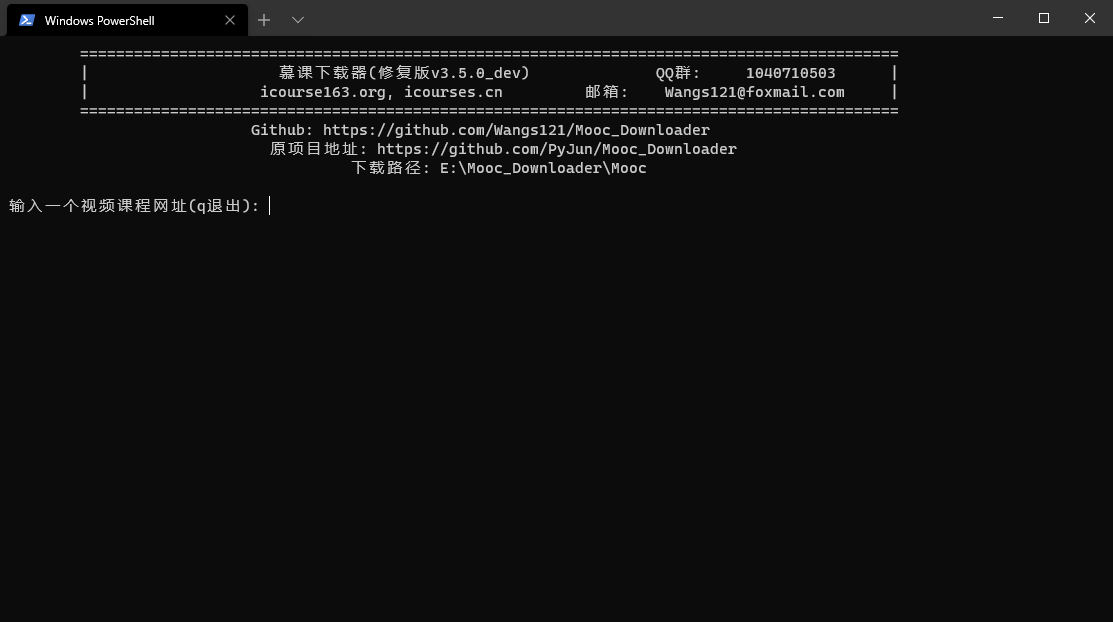 Windows PowerShell
==========================================================================================
| 慕课下载器(修复版v3.5.0_dev) QQ群: 1040710503 |
| icourse163.org, icourses.cn 邮箱: Wangs121@foxmail.com |
==========================================================================================
Github: https://github.com/Wangs121/Mooc_Downloader
原项目地址: https://github.com/PyJun/Mooc_Downloader
下载路径: E:\Mooc_Downloader\Mooc
输入一个视频课程网址(q退出):